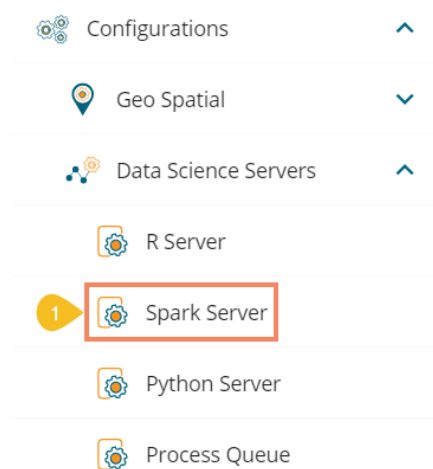 Configurations
Geo Spatial
Data Science Servers
R Server
1 Spark Server
Python Server
Process Queue